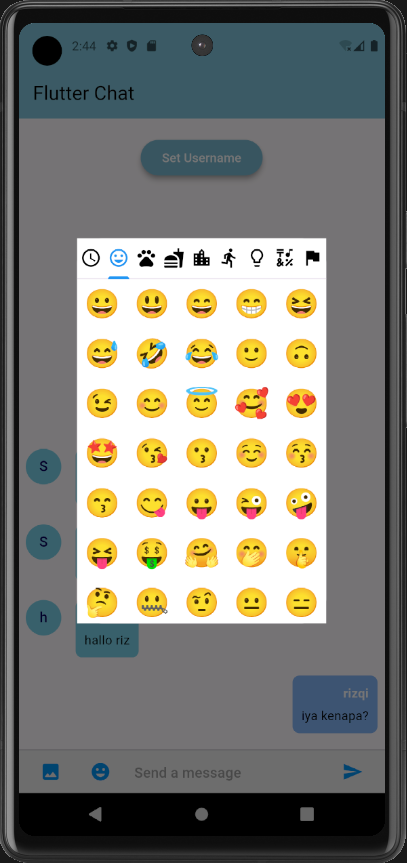 2:44
Flutter Chat
Set Username
S
S
h
hallo riz
rizqi
iya kenapa?
Send a message